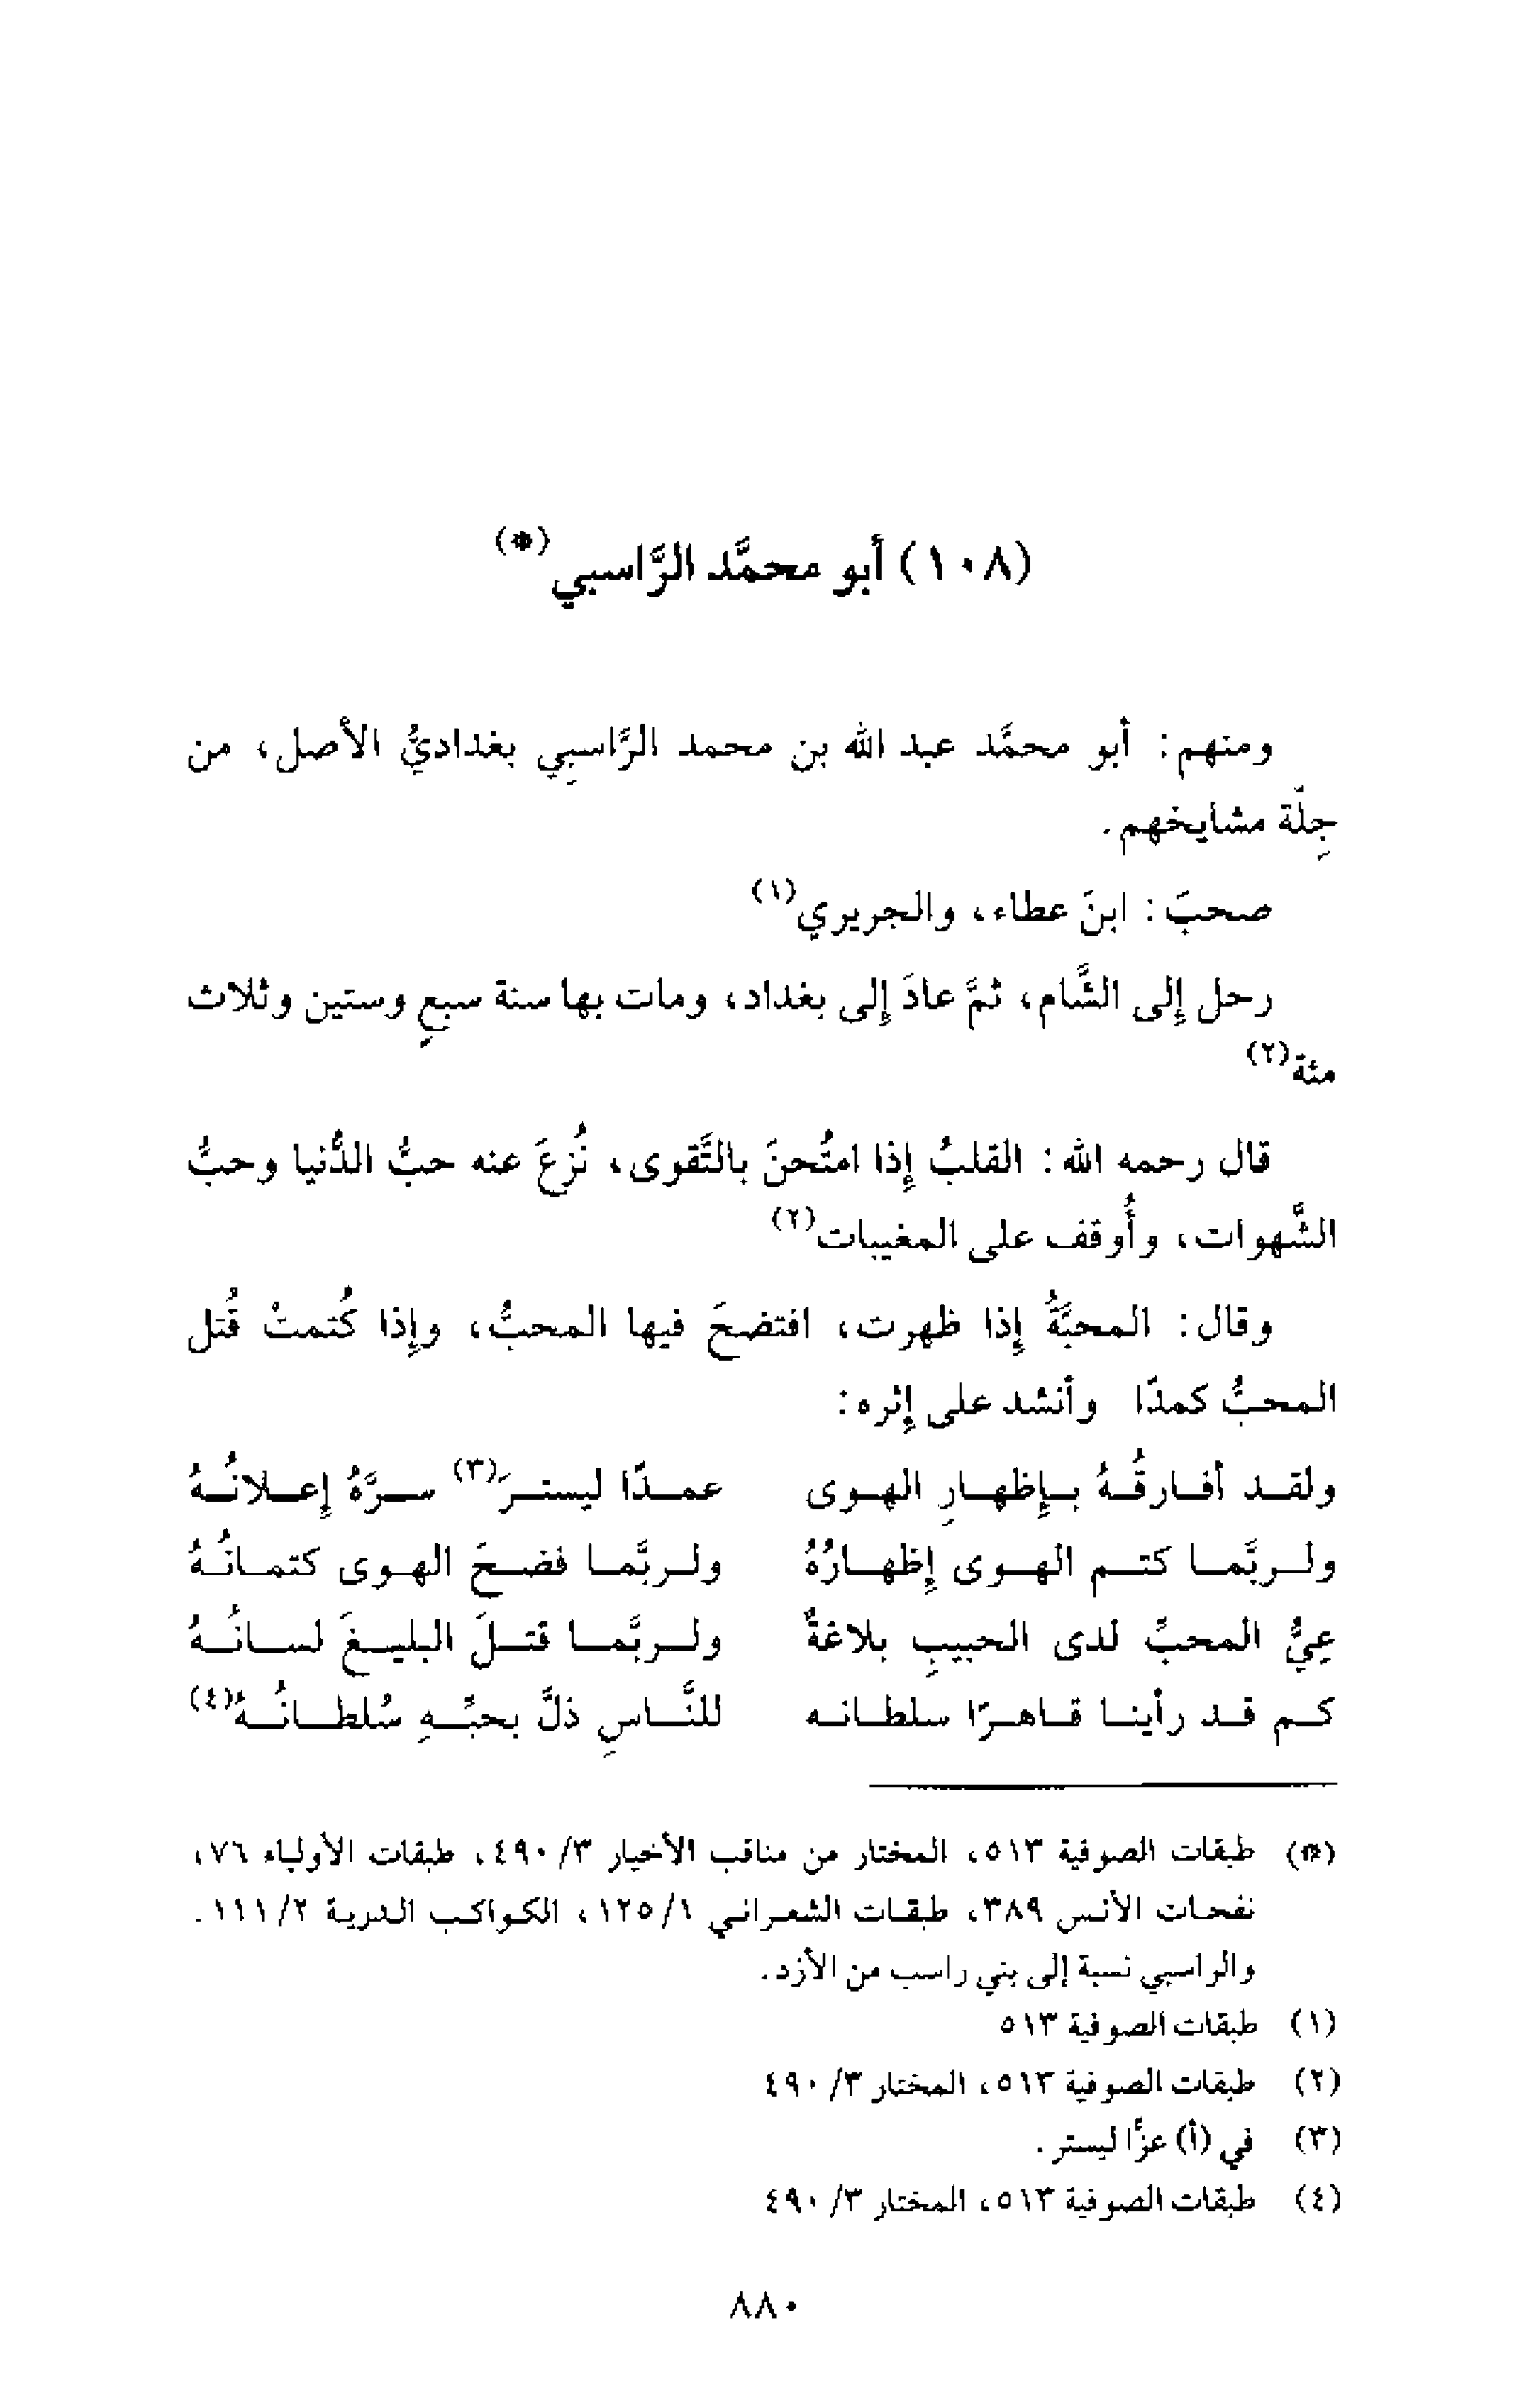 (١٠٨) أبو محمَّد الرَّاسبي(*)
ومنهم: أبو محمَّد عبد الله بن محمد الرَّاسبِي بغداديُّ الأصل، من
جِلَّة مشايخهم.
صحبَ: ابنَ عطاء، والجريري(١)
رحل إلى الشَّام، ثمَّ عادَ إلى بغداد، ومات بها سنة سبعٍ وستين وثلاث
مئة(٢)
قال رحمه الله: القلبُ إذا امتُحنَ بالتَّقوى، نُزعَ عنه حبُّ الدُّنيا وحبُّ
الشَّهوات، وأُوقف على المغيبات(٢)
وقال: المحبَّةُ إذا ظهرت، افتضحَ فيها المحبُّ، وإذا كُتمتْ قُتل
المحبُّ كمدًا وأنشد على إثره:
ولقد أفارقُهُ بإظهارِ الهوى عمدًا ليسترَ(٣) سرَّهُ إعلانُهُ
ولربَّما كتم الهوى إظهارُهُ ولربَّما فضحَ الهوى كتمانُهُ
عِيُّ المحبِّ لدى الحبيبِ بلاغةٌ ولربَّما قتلَ البليغَ لسانُهُ
كم قد رأينا قاهرًا سلطانه للنَّاسِ ذلَّ بحبِّهِ سُلطانُهُ(٤)
(*) طبقات الصوفية ٥١٣، المختار من مناقب الأخيار ٣/ ٤٩٠، طبقات الأولياء ٧٦،
نفحات الأنس ٣٨٩، طبقات الشعراني ١/ ١٢٥، الكواكب الدرية ٢/ ١١١.
والراسبي نسبة إلى بني راسب من الأزد.
(١) طبقات الصوفية ٥١٣
(٢) طبقات الصوفية ٥١٣، المختار ٣/ ٤٩٠
(٣) في (أ) عزًّا ليستر.
(٤) طبقات الصوفية ٥١٣، المختار ٣/ ٤٩٠
٨٨٠